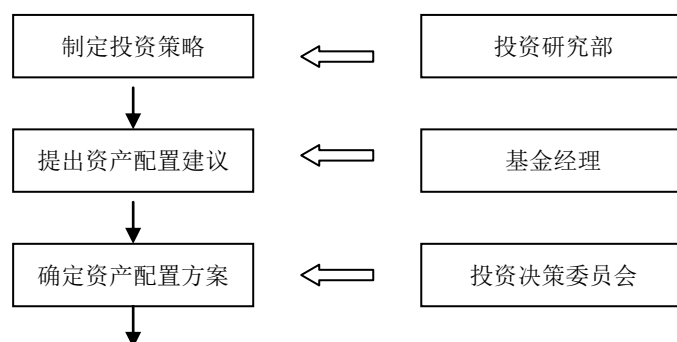 制定投资策略
投资研究部
提出资产配置建议
基金经理
确定资产配置方案
投资决策委员会